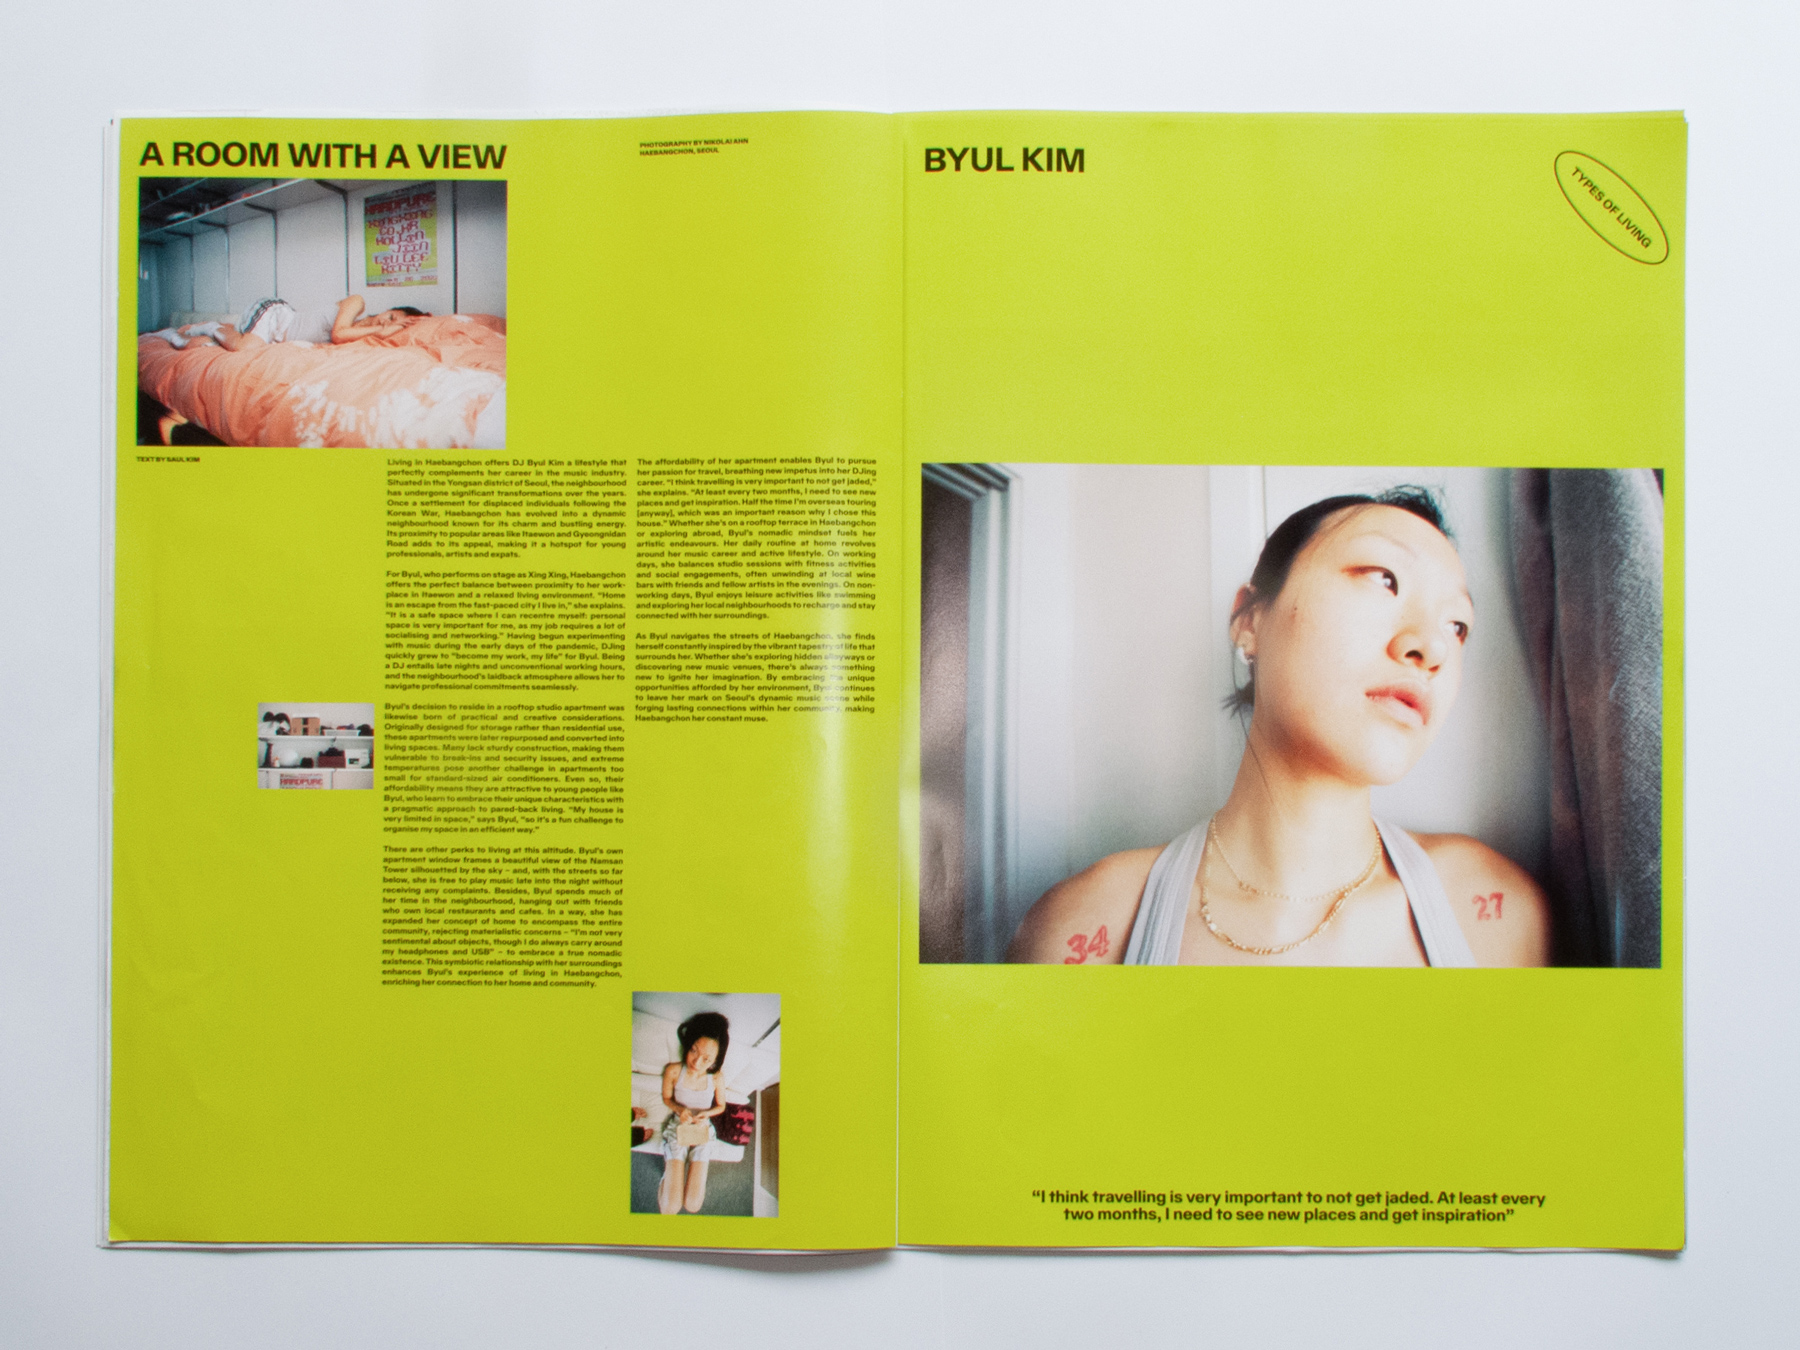 A ROOM WITH A VIEW
PHOTOGRAPHY BY NIKOLAI AHN
HAEBANGCHON, SEOUL
HARDPURE
XINGXING
CO.KR
KOLLIN
JIIN
LIU LEE
KITY
TEXT BY SAUL KIM
Living in Haebangchon offers DJ Byul Kim a lifestyle that
perfectly complements her career in the music industry.
Situated in the Yongsan district of Seoul, the neighbourhood
has undergone significant transformations over the years.
Once a settlement for displaced individuals following the
Korean War, Haebangchon has evolved into a dynamic
neighbourhood known for its charm and bustling energy.
Its proximity to popular areas like Itaewon and Gyeongnidan
Road adds to its appeal, making it a hotspot for young
professionals, artists and expats.
For Byul, who performs on stage as Xing Xing, Haebangchon
offers the perfect balance between proximity to her work-
place in Itaewon and a relaxed living environment. “Home
is an escape from the fast-paced city I live in,” she explains.
“It is a safe space where I can recentre myself: personal
space is very important for me, as my job requires a lot of
socialising and networking.” Having begun experimenting
with music during the early days of the pandemic, DJing
quickly grew to “become my work, my life” for Byul. Being
a DJ entails late nights and unconventional working hours,
and the neighbourhood’s laidback atmosphere allows her to
navigate professional commitments seamlessly.
Byul’s decision to reside in a rooftop studio apartment was
likewise born of practical and creative considerations.
Originally designed for storage rather than residential use,
these apartments were later repurposed and converted into
living spaces. Many lack sturdy construction, making them
vulnerable to break-ins and security issues, and extreme
temperatures pose another challenge in apartments too
small for standard-sized air conditioners. Even so, their
affordability means they are attractive to young people like
Byul, who learn to embrace their unique characteristics with
a pragmatic approach to pared-back living. “My house is
very limited in space,” says Byul, “so it’s a fun challenge to
organise my space in an efficient way.”
There are other perks to living at this altitude. Byul’s own
apartment window frames a beautiful view of the Namsan
Tower silhouetted by the sky – and, with the streets so far
below, she is free to play music late into the night without
receiving any complaints. Besides, Byul spends much of
her time in the neighbourhood, hanging out with friends
who own local restaurants and cafes. In a way, she has
expanded her concept of home to encompass the entire
community, rejecting materialistic concerns – “I’m not very
sentimental about objects, though I do always carry around
my headphones and USB” – to embrace a true nomadic
existence. This symbiotic relationship with her surroundings
enhances Byul’s experience of living in Haebangchon,
enriching her connection to her home and community.
The affordability of her apartment enables Byul to pursue
her passion for travel, breathing new impetus into her DJing
career. “I think travelling is very important to not get jaded,”
she explains. “At least every two months, I need to see new
places and get inspiration. Half the time I’m overseas touring
[anyway], which was an important reason why I chose this
house.” Whether she’s on a rooftop terrace in Haebangchon
or exploring abroad, Byul’s nomadic mindset fuels her
artistic endeavours. Her daily routine at home revolves
around her music career and active lifestyle. On working
days, she balances studio sessions with fitness activities
and social engagements, often unwinding at local wine
bars with friends and fellow artists in the evenings. On non-
working days, Byul enjoys leisure activities like swimming
and exploring her local neighbourhoods to recharge and stay
connected with her surroundings.
As Byul navigates the streets of Haebangchon, she finds
herself constantly inspired by the vibrant tapestry of life that
surrounds her. Whether she’s exploring hidden alleyways or
discovering new music venues, there’s always something
new to ignite her imagination. By embracing the unique
opportunities afforded by her environment, Byul continues
to leave her mark on Seoul’s dynamic music scene while
forging lasting connections within her community, making
Haebangchon her constant muse.
HARDPURE
BYUL KIM
TYPES OF LIVING
34
27
“I think travelling is very important to not get jaded. At least every
two months, I need to see new places and get inspiration”